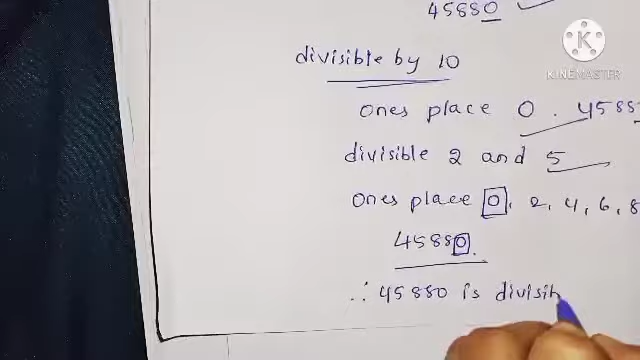 45880
KINEMASTER
divisible by 10
ones place 0. 4588
divisible 2 and 5
ones place 0, 2, 4, 6, 8
45880.
∴ 45880 is divisib